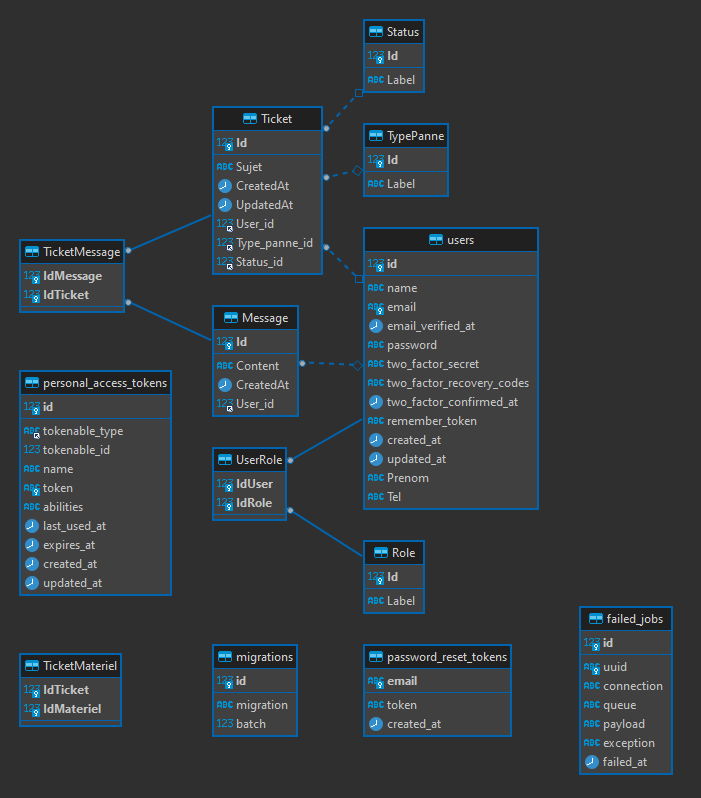 Status
Id
Label
Ticket
Id
Sujet
CreatedAt
UpdatedAt
User_id
Type_panne_id
Status_id
TypePanne
Id
Label
users
id
name
email
email_verified_at
password
two_factor_secret
two_factor_recovery_codes
two_factor_confirmed_at
remember_token
created_at
updated_at
Prenom
Tel
TicketMessage
IdMessage
IdTicket
Message
Id
Content
CreatedAt
User_id
personal_access_tokens
id
tokenable_type
tokenable_id
name
token
abilities
last_used_at
expires_at
created_at
updated_at
UserRole
IdUser
IdRole
Role
Id
Label
failed_jobs
id
uuid
connection
queue
payload
exception
failed_at
TicketMateriel
IdTicket
IdMateriel
migrations
id
migration
batch
password_reset_tokens
email
token
created_at